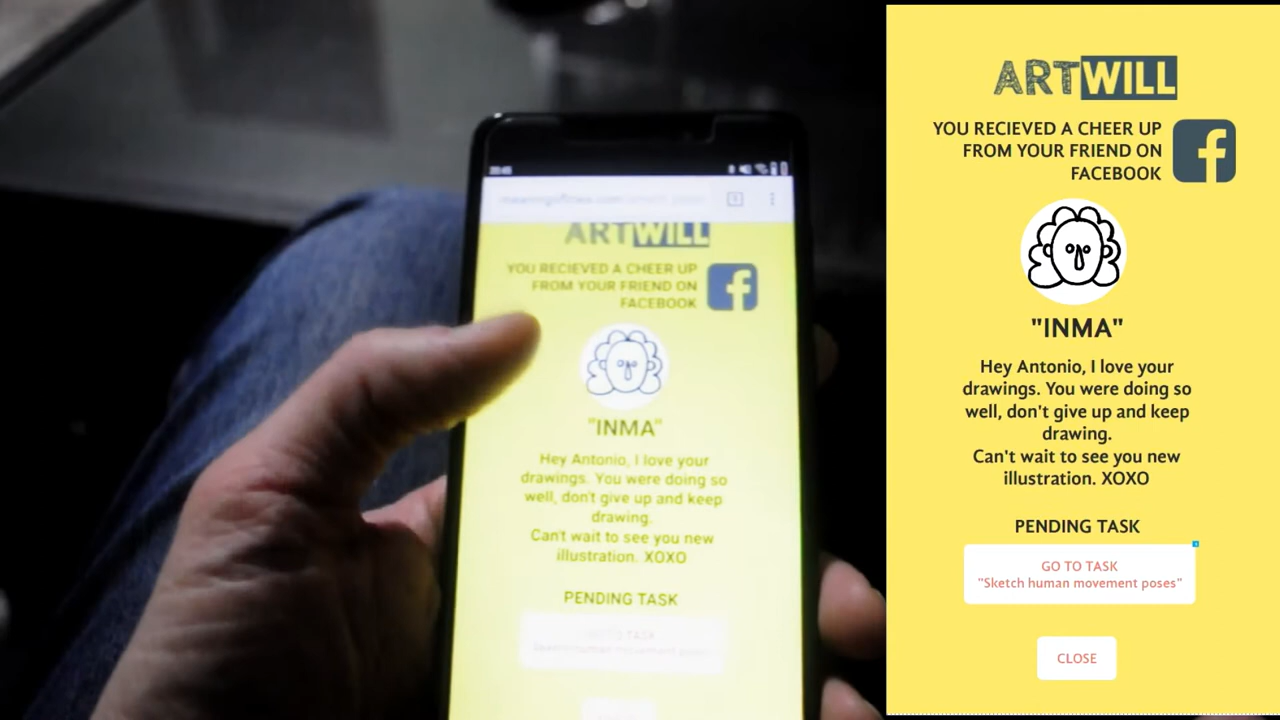 ARTWILL
YOU RECIEVED A CHEER UP
FROM YOUR FRIEND ON
FACEBOOK
"INMA"
Hey Antonio, I love your
drawings. You were doing so
well, don't give up and keep
drawing.
Can't wait to see you new
illustration. XOXO
PENDING TASK
ARTWILL
YOU RECIEVED A CHEER UP
FROM YOUR FRIEND ON
FACEBOOK
"INMA"
Hey Antonio, I love your
drawings. You were doing so
well, don't give up and keep
drawing.
Can't wait to see you new
illustration. XOXO
PENDING TASK
GO TO TASK
"Sketch human movement poses"
CLOSE